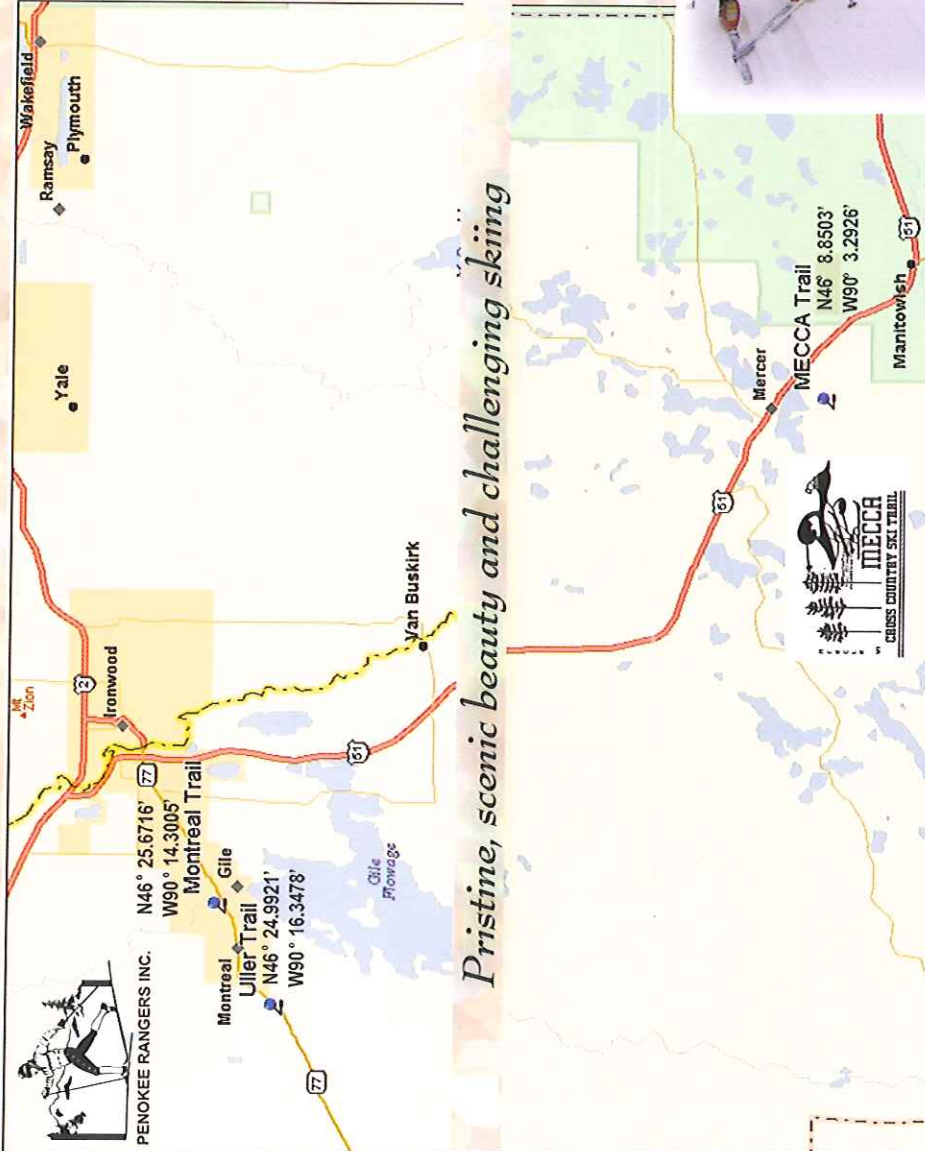 Wakefield
Ramsay
Plymouth
Yale
Mt
Zion
2
Ironwood
77
N46° 25.6716'
W90° 14.3005'
Montreal Trail
Gile
Montreal
Uller Trail
N46° 24.9921'
W90° 16.3478'
Gile
Flowage
51
Van Buskirk
77
PENOKEE RANGERS INC.
Pristine, scenic beauty and challenging skiing
51
Mercer
MECCA Trail
N46° 8.8503'
W90° 3.2926'
51
Manitowish
MECCA
CROSS COUNTRY SKI TRAIL